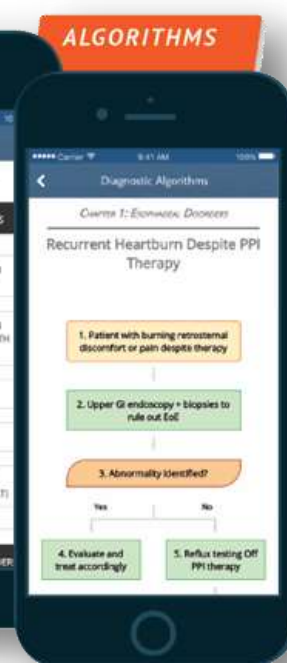 ALGORITHMS
Carrier
9:41 AM
100%
Diagnostic Algorithms
CHAPTER 1: ESOPHAGEAL DISORDERS
Recurrent Heartburn Despite PPI
Therapy
1. Patient with burning retrosternal
discomfort or pain despite therapy
2. Upper GI endoscopy + biopsies to
rule out EoE
3. Abnormality identified?
Yes
No
4. Evaluate and
treat accordingly
5. Reflux testing Off
PPI therapy